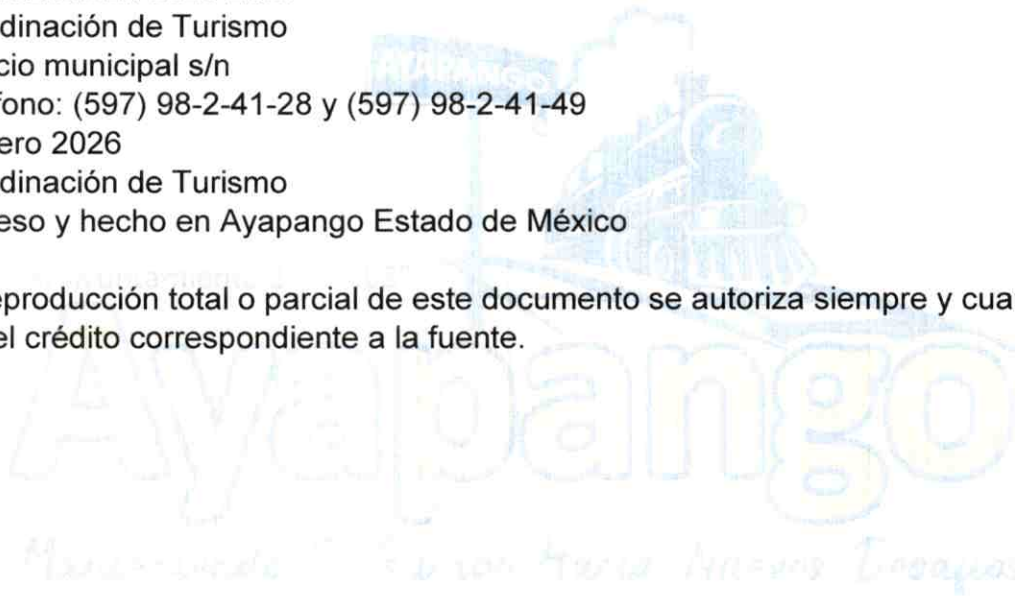 dinación de Turismo
cio municipal s/n
fono: (597) 98-2-41-28 y (597) 98-2-41-49
ero 2026
dinación de Turismo
eso y hecho en Ayapango Estado de México
eproducción total o parcial de este documento se autoriza siempre y cua
el crédito correspondiente a la fuente.
AYAPANGO
Ayapango